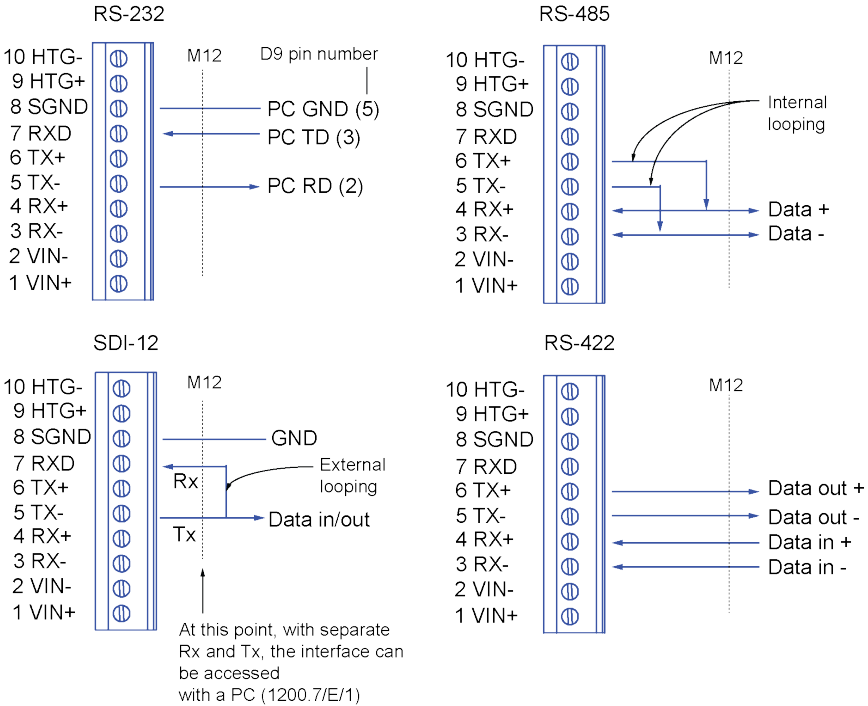 RS-232
M12
D9 pin number
10 HTG-
9 HTG+
8 SGND
7 RXD
6 TX+
5 TX-
4 RX+
3 RX-
2 VIN-
1 VIN+
PC GND (5)
PC TD (3)
PC RD (2)
RS-485
M12
10 HTG-
9 HTG+
8 SGND
7 RXD
6 TX+
5 TX-
4 RX+
3 RX-
2 VIN-
1 VIN+
Internal
looping
Data +
Data -
SDI-12
M12
10 HTG-
9 HTG+
8 SGND
7 RXD
6 TX+
5 TX-
4 RX+
3 RX-
2 VIN-
1 VIN+
GND
Rx
External
looping
Data in/out
Tx
At this point, with separate
Rx and Tx, the interface can
be accessed
with a PC (1200.7/E/1)
RS-422
M12
10 HTG-
9 HTG+
8 SGND
7 RXD
6 TX+
5 TX-
4 RX+
3 RX-
2 VIN-
1 VIN+
Data out +
Data out -
Data in +
Data in -